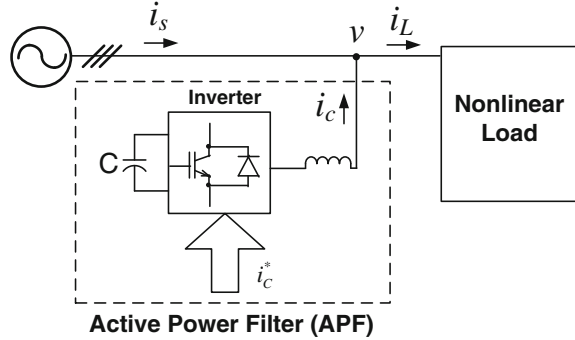 i_s
v
i_L
Inverter
i_c
Nonlinear
Load
C
i_C^*
Active Power Filter (APF)